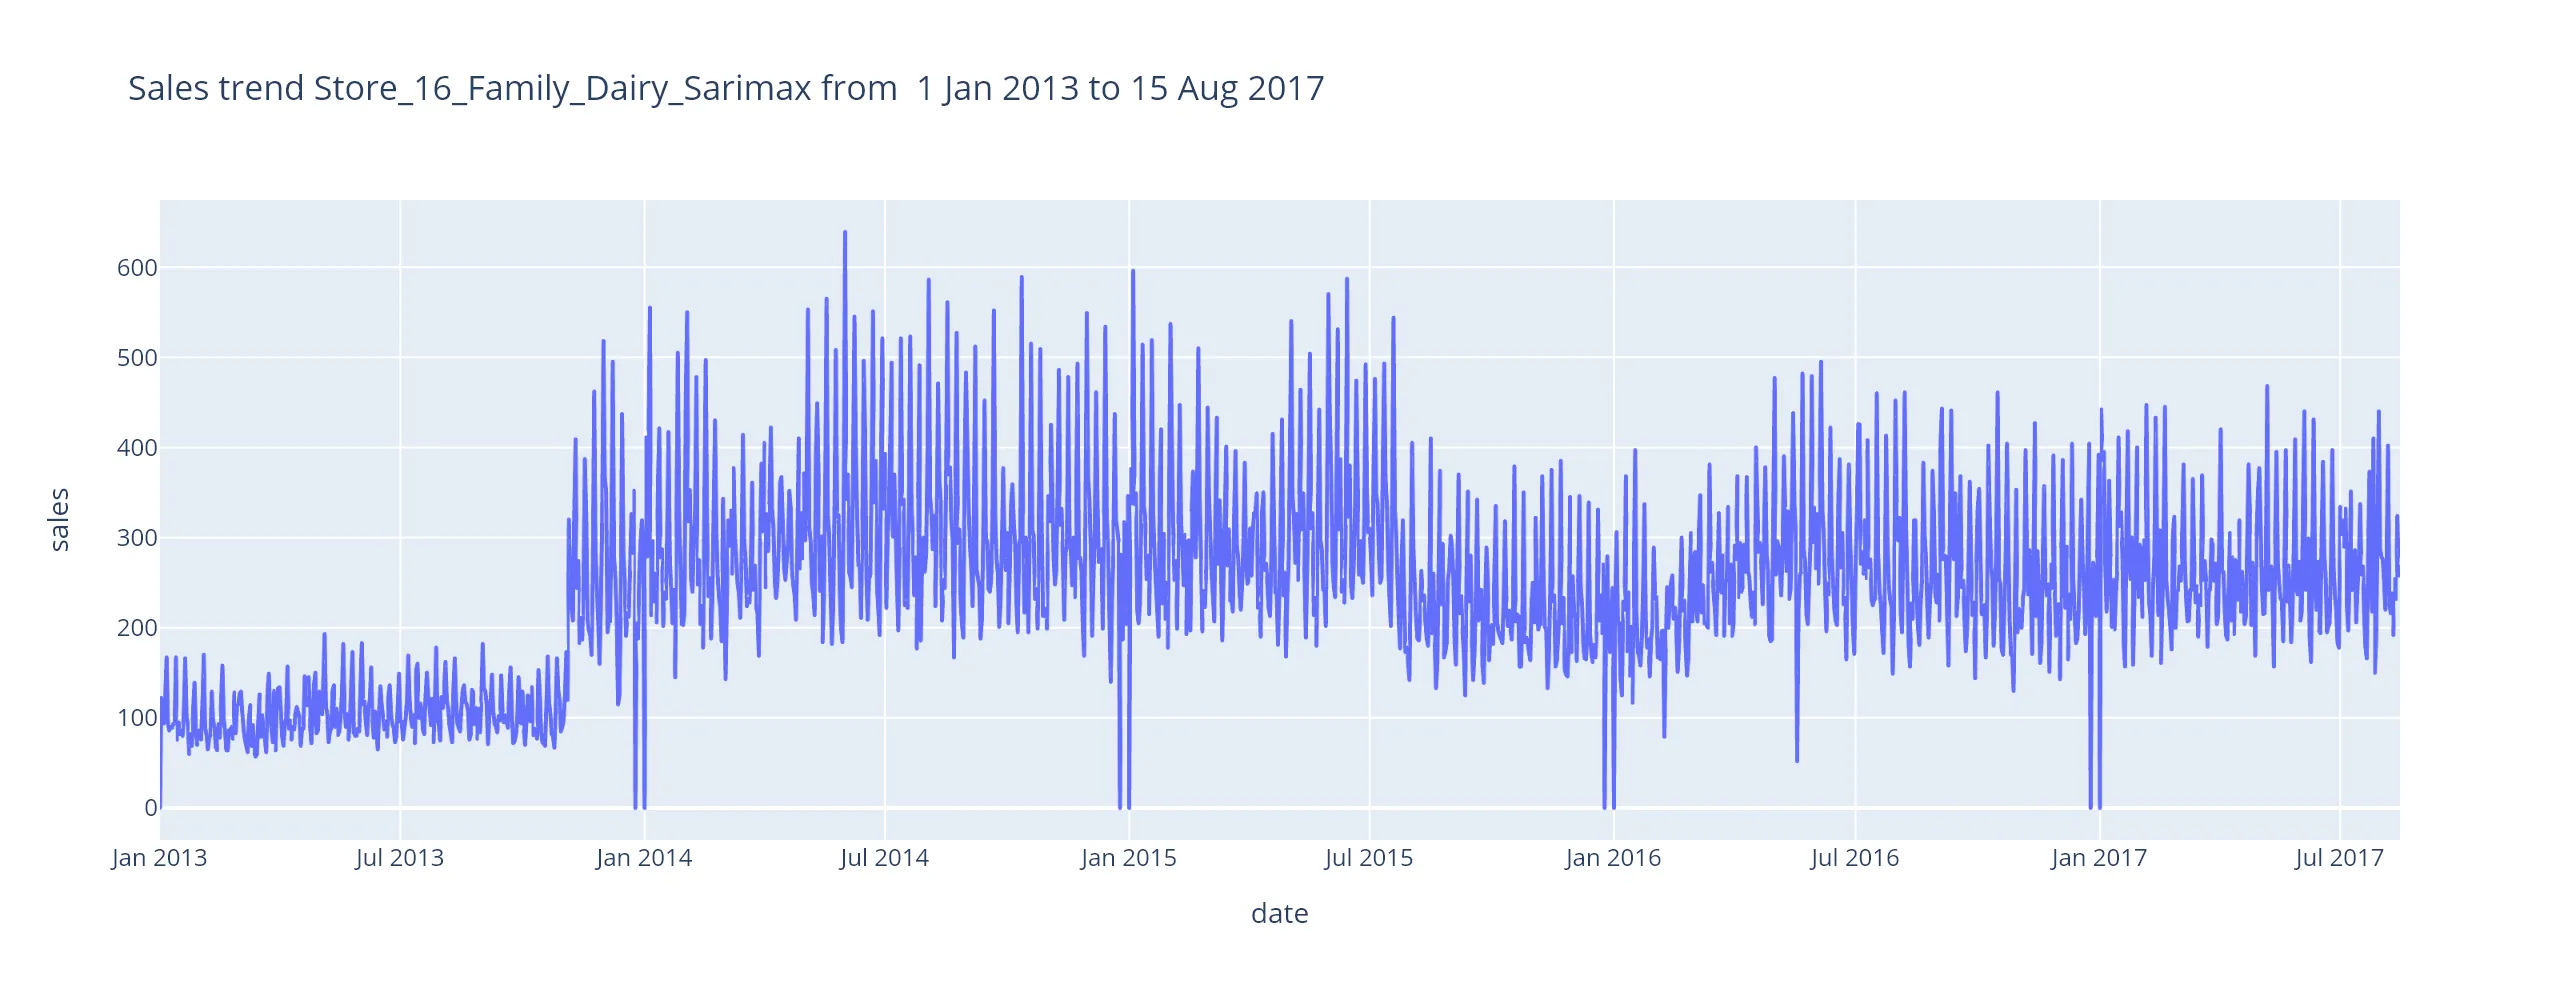 Sales trend Store_16_Family_Dairy_Sarimax from  1 Jan 2013 to 15 Aug 2017
600
500
400
300
200
100
0
sales
Jan 2013
Jul 2013
Jan 2014
Jul 2014
Jan 2015
Jul 2015
Jan 2016
Jul 2016
Jan 2017
Jul 2017
date